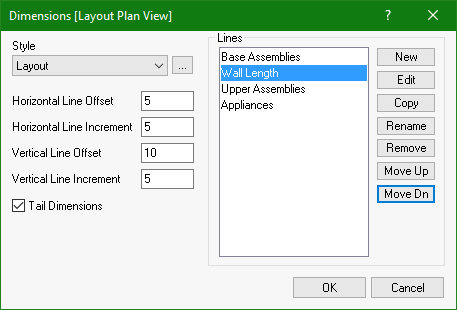 Dimensions [Layout Plan View]
?
Style
Layout
...
Horizontal Line Offset
5
Horizontal Line Increment
5
Vertical Line Offset
10
Vertical Line Increment
5
Tail Dimensions
Lines
Base Assemblies
Wall Length
Upper Assemblies
Appliances
New
Edit
Copy
Rename
Remove
Move Up
Move Dn
OK
Cancel